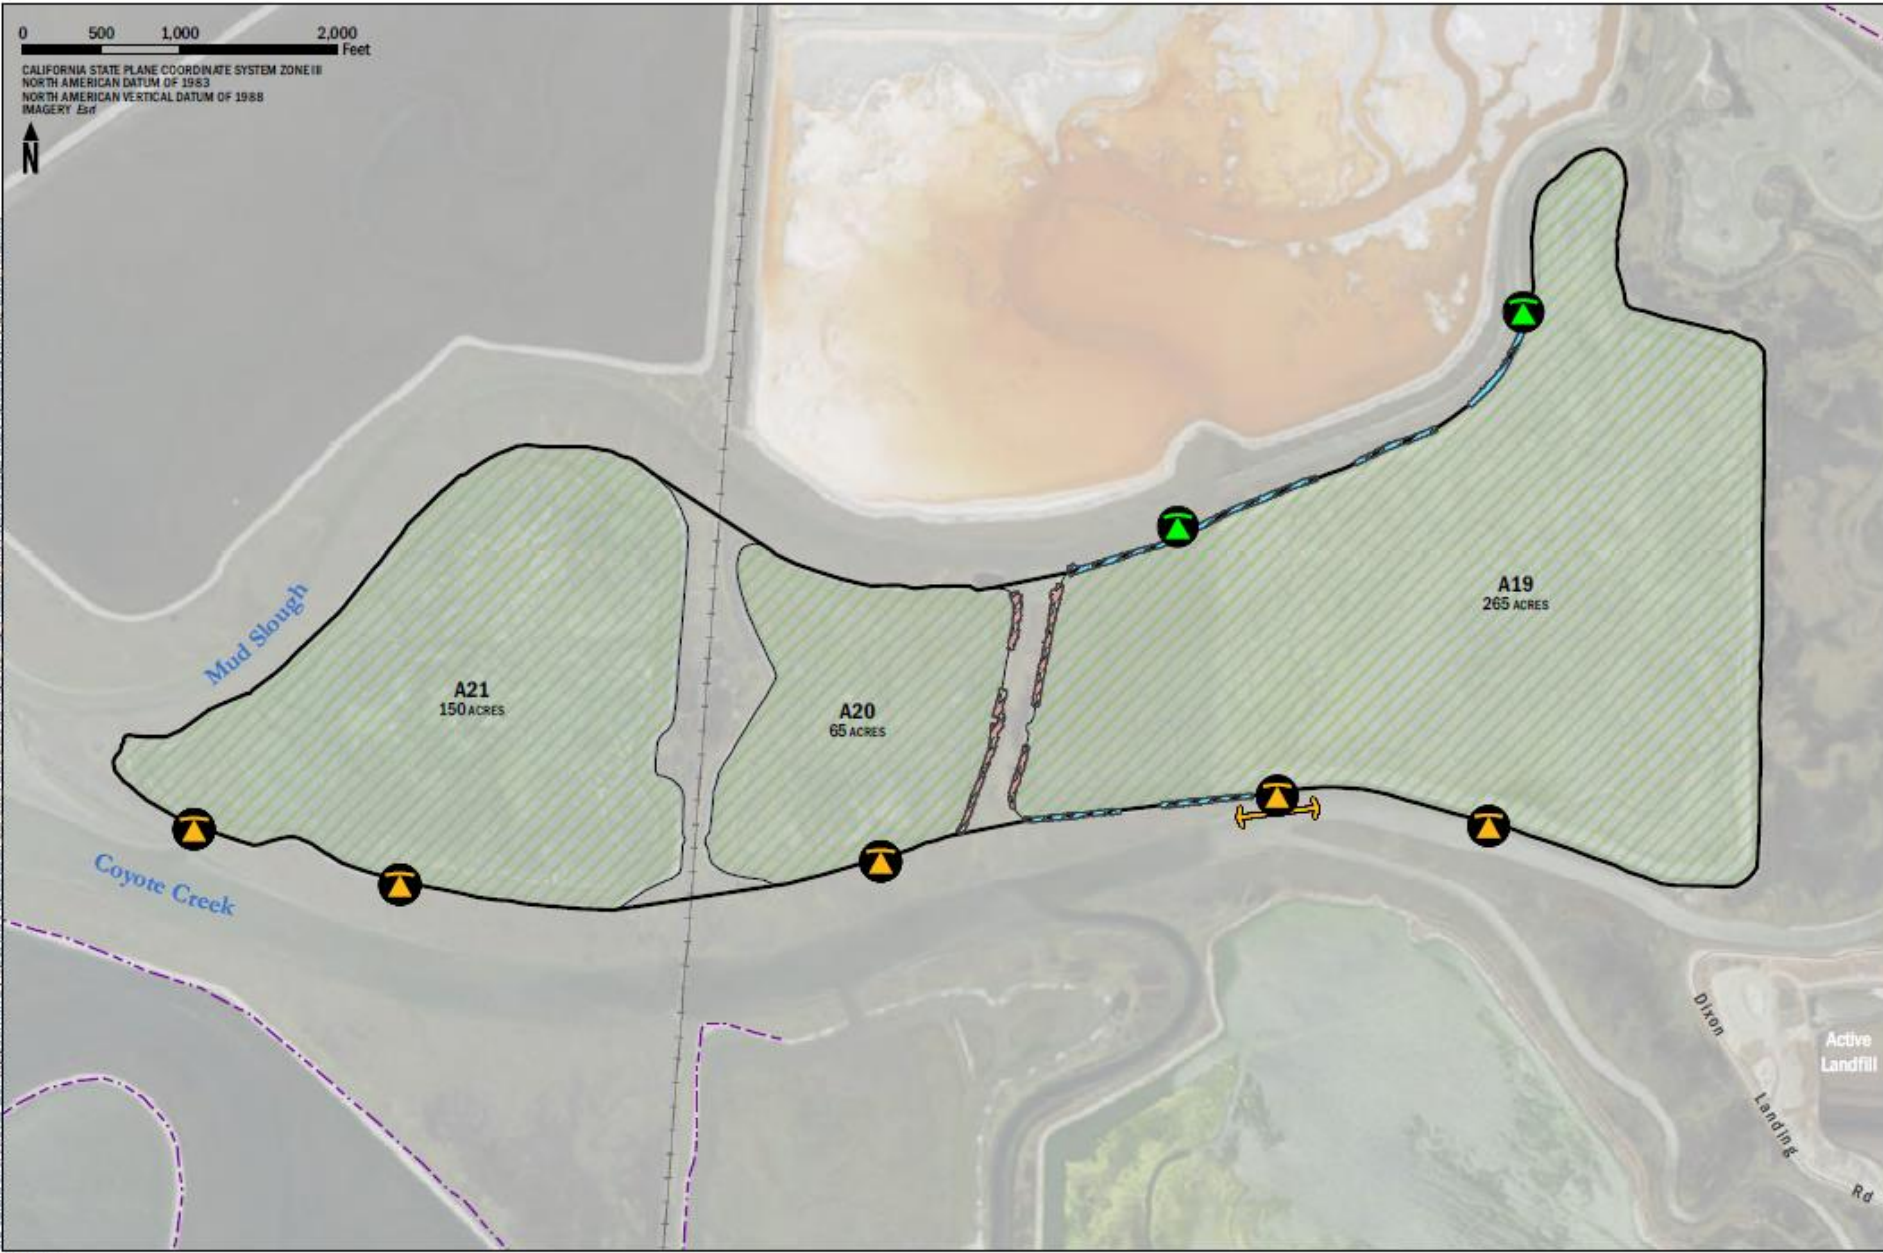 0 500 1,000 2,000
Feet
CALIFORNIA STATE PLANE COORDINATE SYSTEM ZONE III
NORTH AMERICAN DATUM OF 1983
NORTH AMERICAN VERTICAL DATUM OF 1988
IMAGERY Esri
N
Mud Slough
A19
265 ACRES
A21
150 ACRES
A20
65 ACRES
Coyote Creek
Dixon
Landing
Rd
Active
Landfill